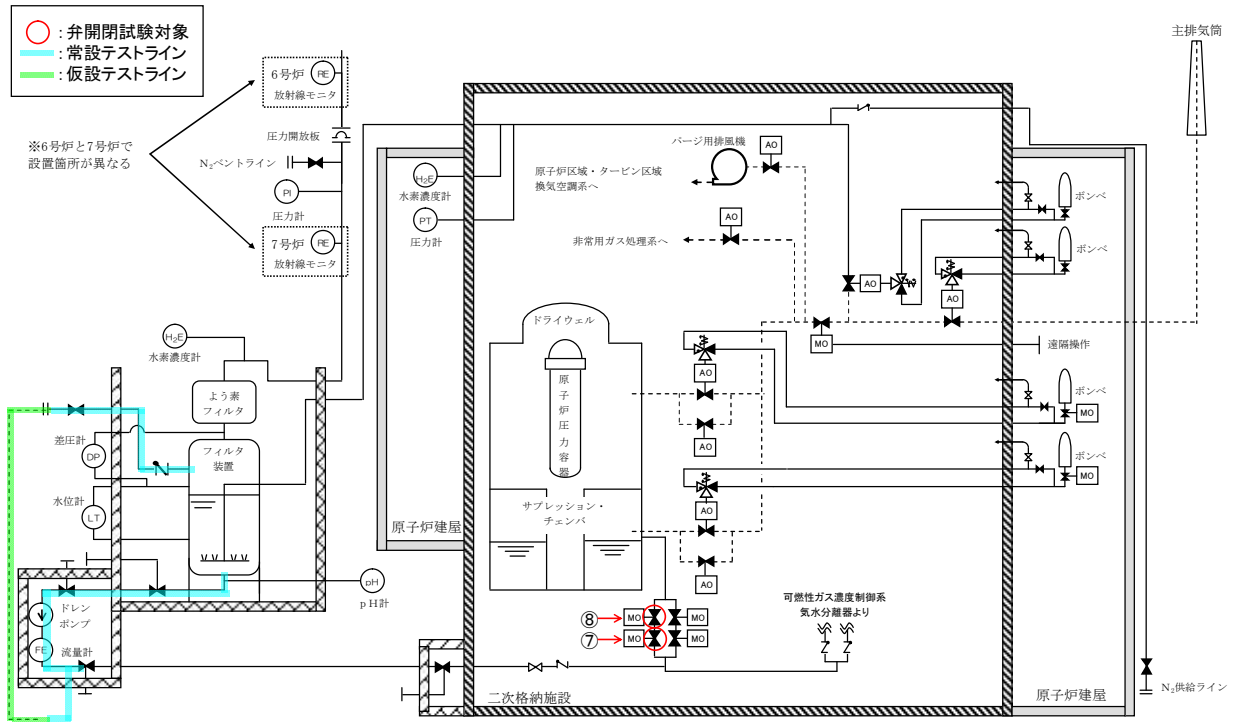 ：弁開閉試験対象
：常設テストライン
：仮設テストライン
※6号炉と7号炉で
設置箇所が異なる
6号炉
RE
放射線モニタ
圧力開放板
N₂ベントライン
PI
圧力計
7号炉
RE
放射線モニタ
H₂E
水素濃度計
よう素
フィルタ
フィルタ
装置
差圧計
DP
水位計
LT
ドレン
ポンプ
FE
流量計
pH
pH計
原子炉建屋
H₂E
水素濃度計
PT
圧力計
主排気筒
パージ用排風機
AO
原子炉区域・タービン区域
換気空調系へ
AO
非常用ガス処理系へ
AO
AO
MO
遠隔操作
ボンベ
ボンベ
ドライウェル
原子炉圧力容器
サプレッション・
チェンバ
AO
AO
AO
AO
ボンベ
MO
ボンベ
MO
⑧
MO
MO
⑦
MO
MO
可燃性ガス濃度制御系
気水分離器より
二次格納施設
原子炉建屋
N₂供給ライン